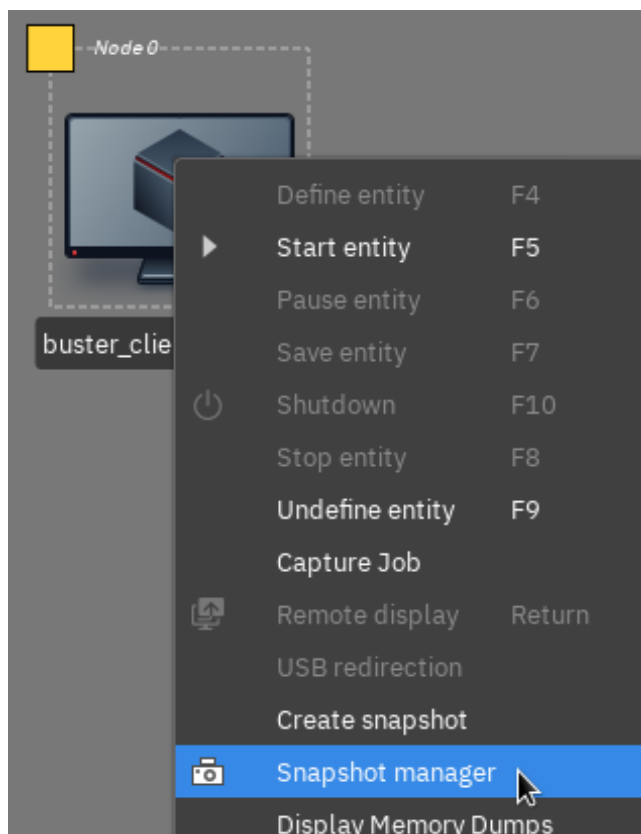 Node 0
Define entity F4
Start entity F5
Pause entity F6
buster_clie
Save entity F7
Shutdown F10
Stop entity F8
Undefine entity F9
Capture Job
Remote display Return
USB redirection
Create snapshot
Snapshot manager
Display Memory Dumps